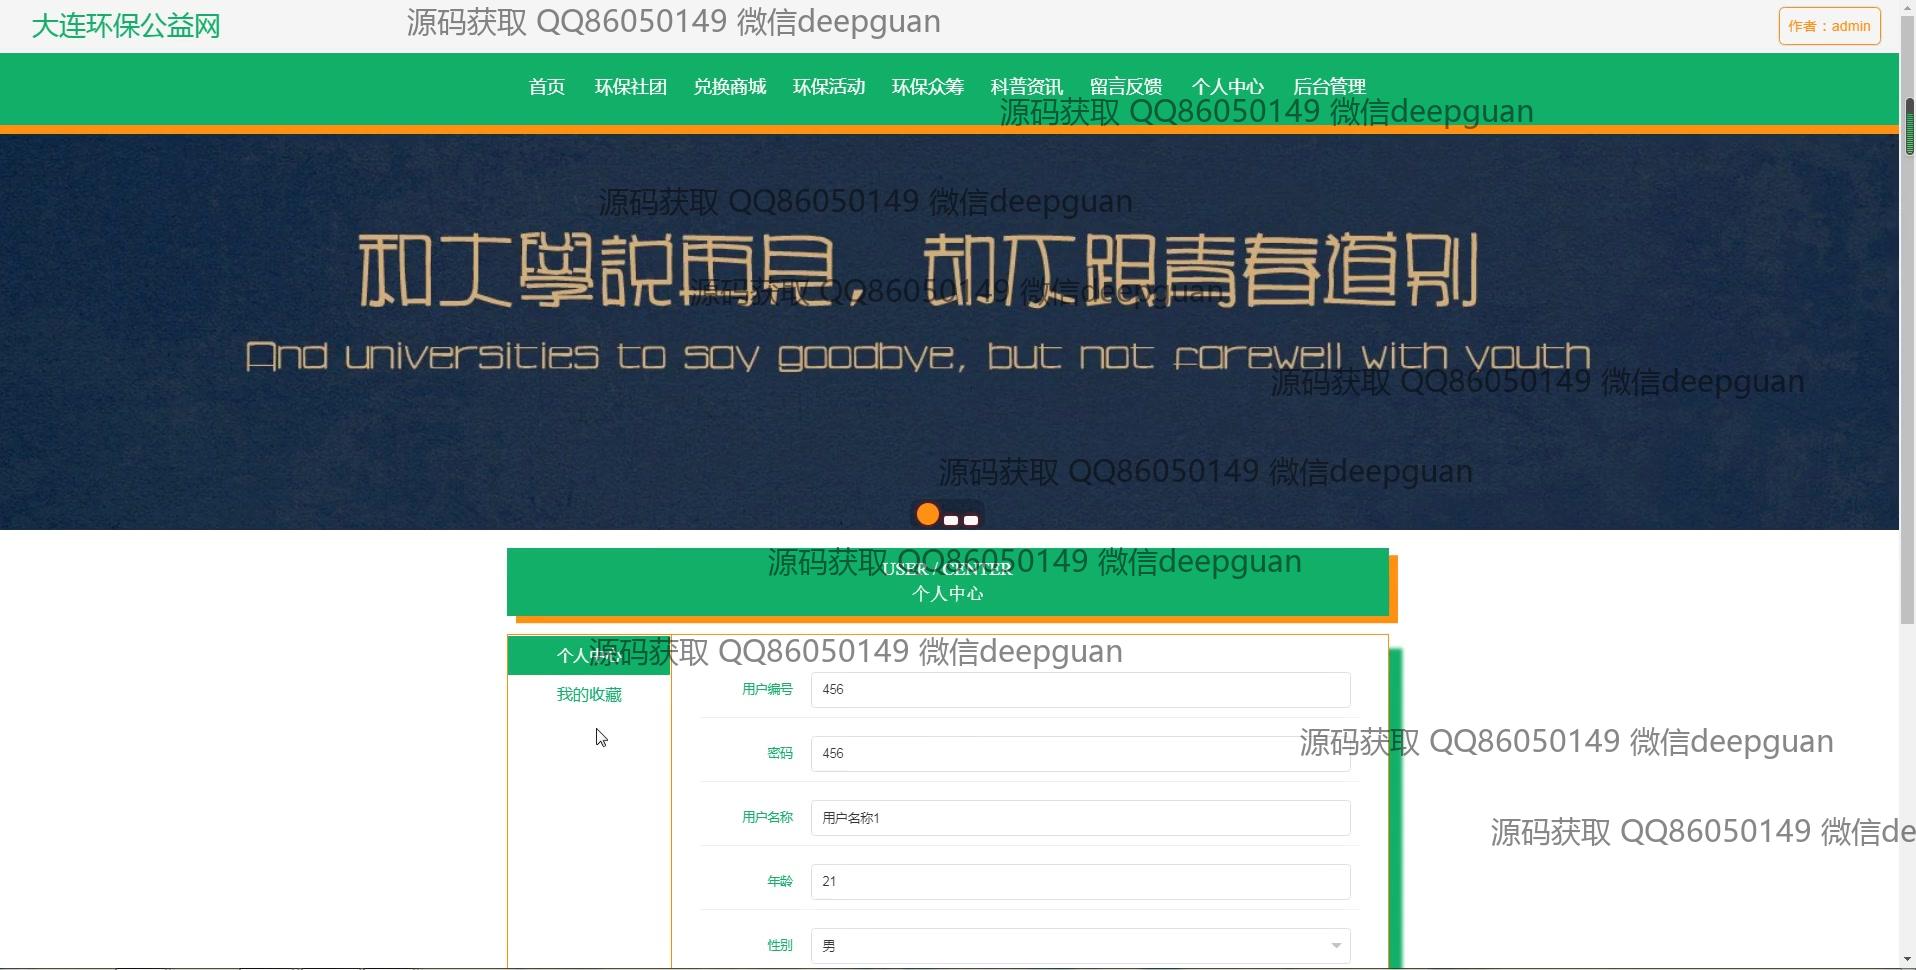 大连环保公益网
源码获取 QQ86050149 微信deepguan
作者：admin
首页 环保社团 兑换商城 环保活动 环保众筹 科普资讯 留言反馈 个人中心 后台管理
源码获取 QQ86050149 微信deepguan
源码获取 QQ86050149 微信deepguan
和大學説再見，却不跟青春道别
源码获取 QQ86050149 微信deepguan
And universities to say goodbye, but not farewell with youth
源码获取 QQ86050149 微信deepguan
源码获取 QQ86050149 微信deepguan
源码获取 QQ86050149 微信deepguan
USER / CENTER
个人中心
源码获取 QQ86050149 微信deepguan
个人中心
我的收藏
用户编号 456
源码获取 QQ86050149 微信deepguan
密码 456
用户名称 用户名称1
源码获取 QQ86050149 微信de
年龄 21
性别 男